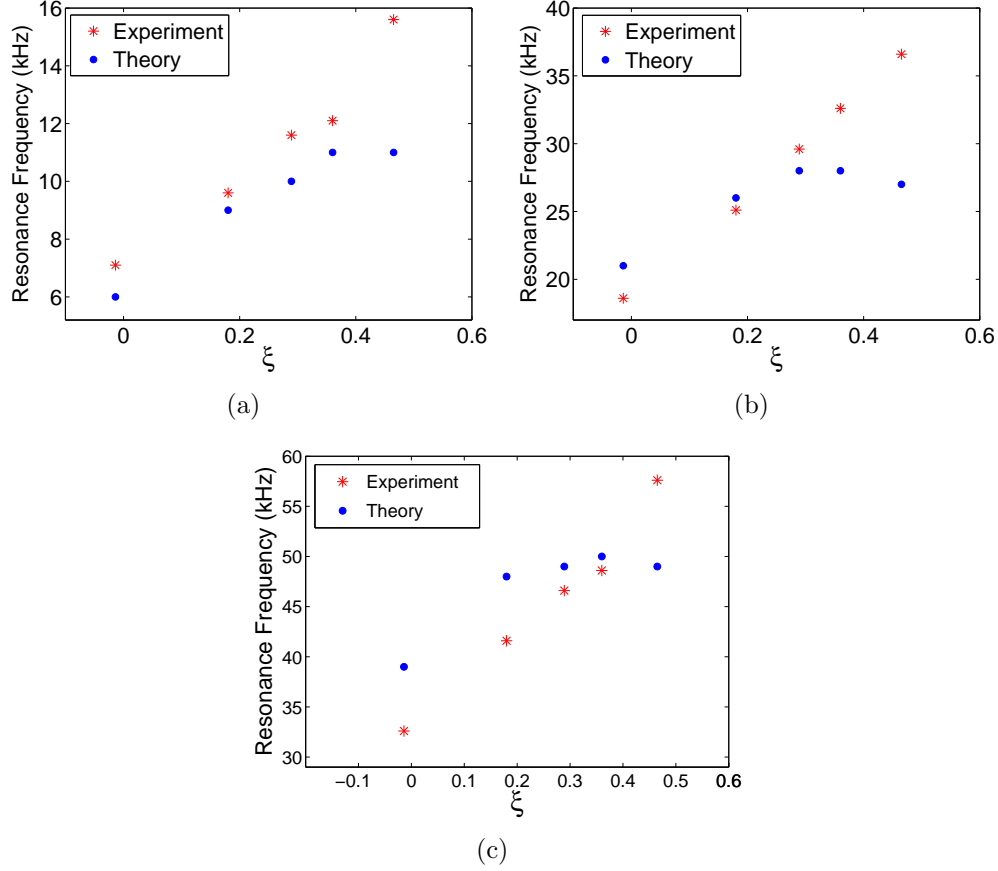 16
14
12
10
8
6
Resonance Frequency (kHz)
Experiment
Theory
0
0.2
0.4
0.6
ξ
(a)
40
35
30
25
20
Resonance Frequency (kHz)
Experiment
Theory
0
0.2
0.4
0.6
ξ
(b)
60
55
50
45
40
35
30
Resonance Frequency (kHz)
Experiment
Theory
−0.1
0
0.1
0.2
0.3
0.4
0.5
0.6
ξ
(c)